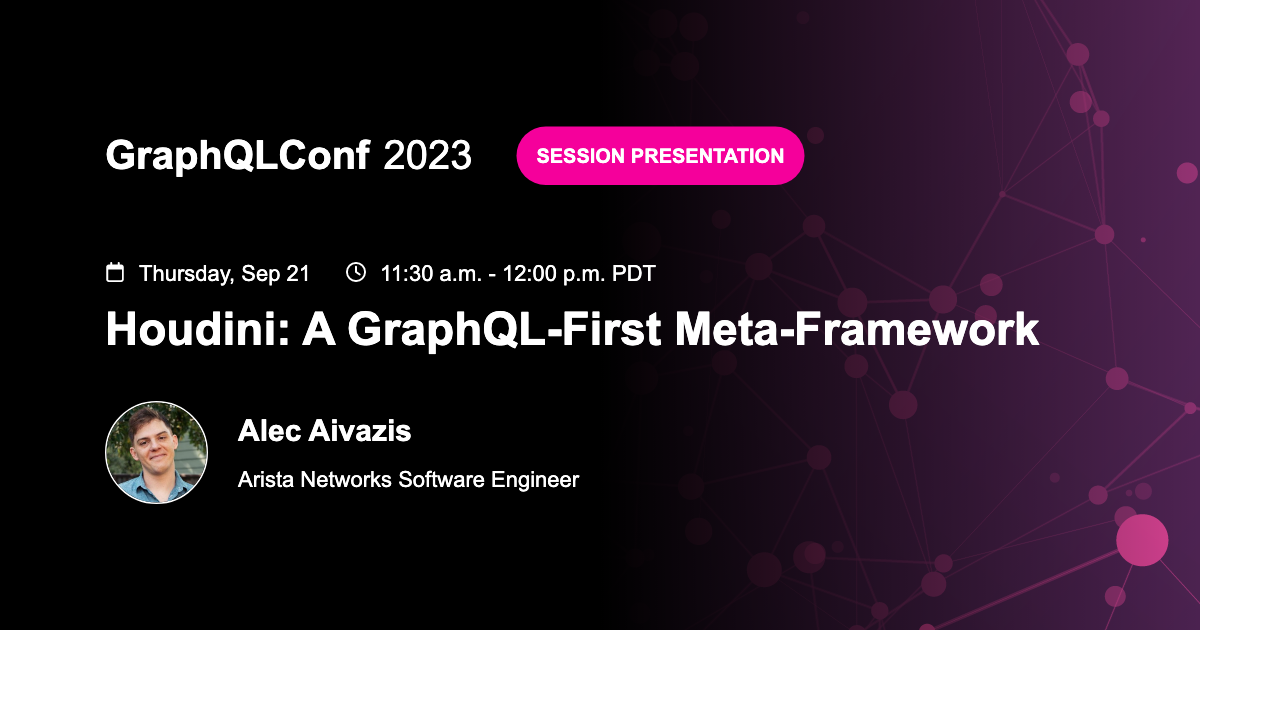 GraphQLConf 2023
SESSION PRESENTATION
Thursday, Sep 21
11:30 a.m. - 12:00 p.m. PDT
Houdini: A GraphQL-First Meta-Framework
Alec Aivazis
Arista Networks Software Engineer